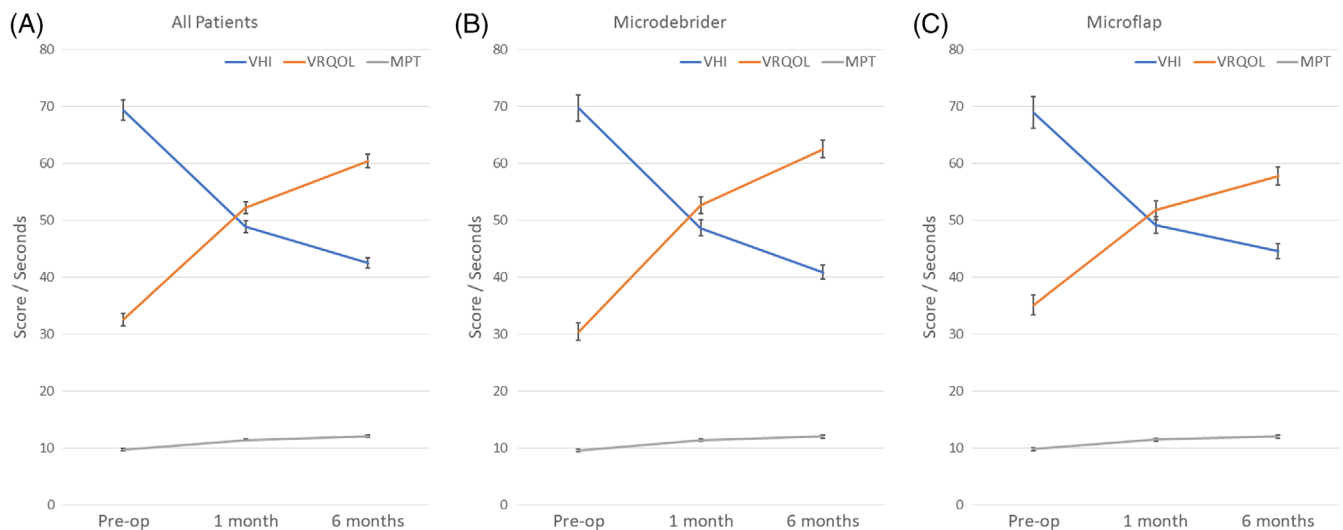 (A)
All Patients
VHI VRQOL MPT
80
70
60
50
40
30
20
10
0
Score / Seconds
Pre-op 1 month 6 months
(B)
Microdebrider
VHI VRQOL MPT
80
70
60
50
40
30
20
10
0
Score / Seconds
Pre-op 1 month 6 months
(C)
Microflap
VHI VRQOL MPT
80
70
60
50
40
30
20
10
0
Score / Seconds
Pre-op 1 month 6 months